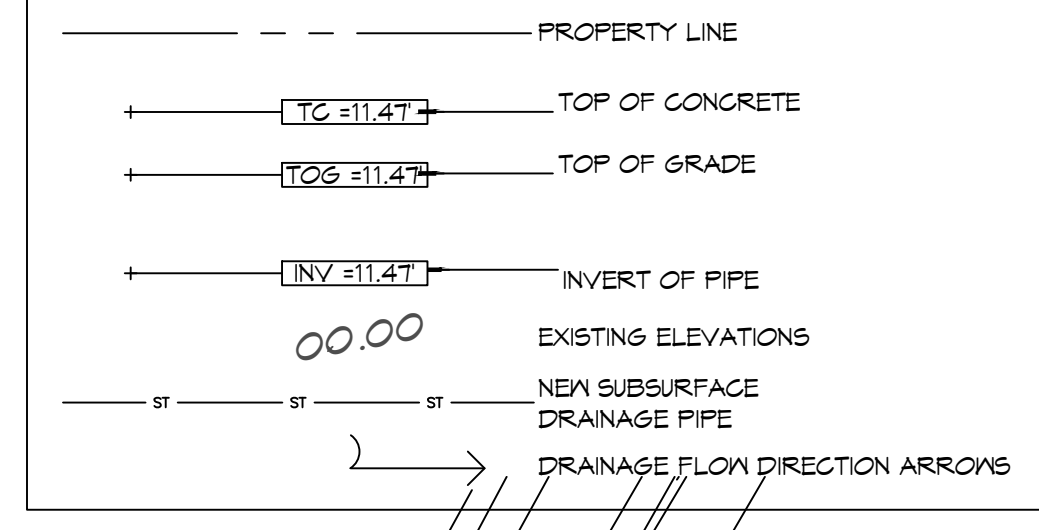 PROPERTY LINE
TC =11.47' TOP OF CONCRETE
TOG =11.47' TOP OF GRADE
INV =11.47' INVERT OF PIPE
00.00 EXISTING ELEVATIONS
ST ST ST NEW SUBSURFACE
DRAINAGE PIPE
DRAINAGE FLOW DIRECTION ARROWS